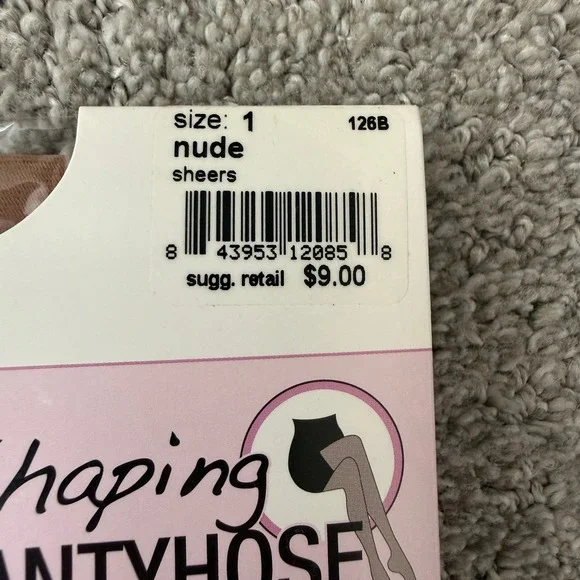 size: 1 126B
nude
sheers
8 43953 12085 8
sugg. retail $9.00
haping
ANTYHOSE